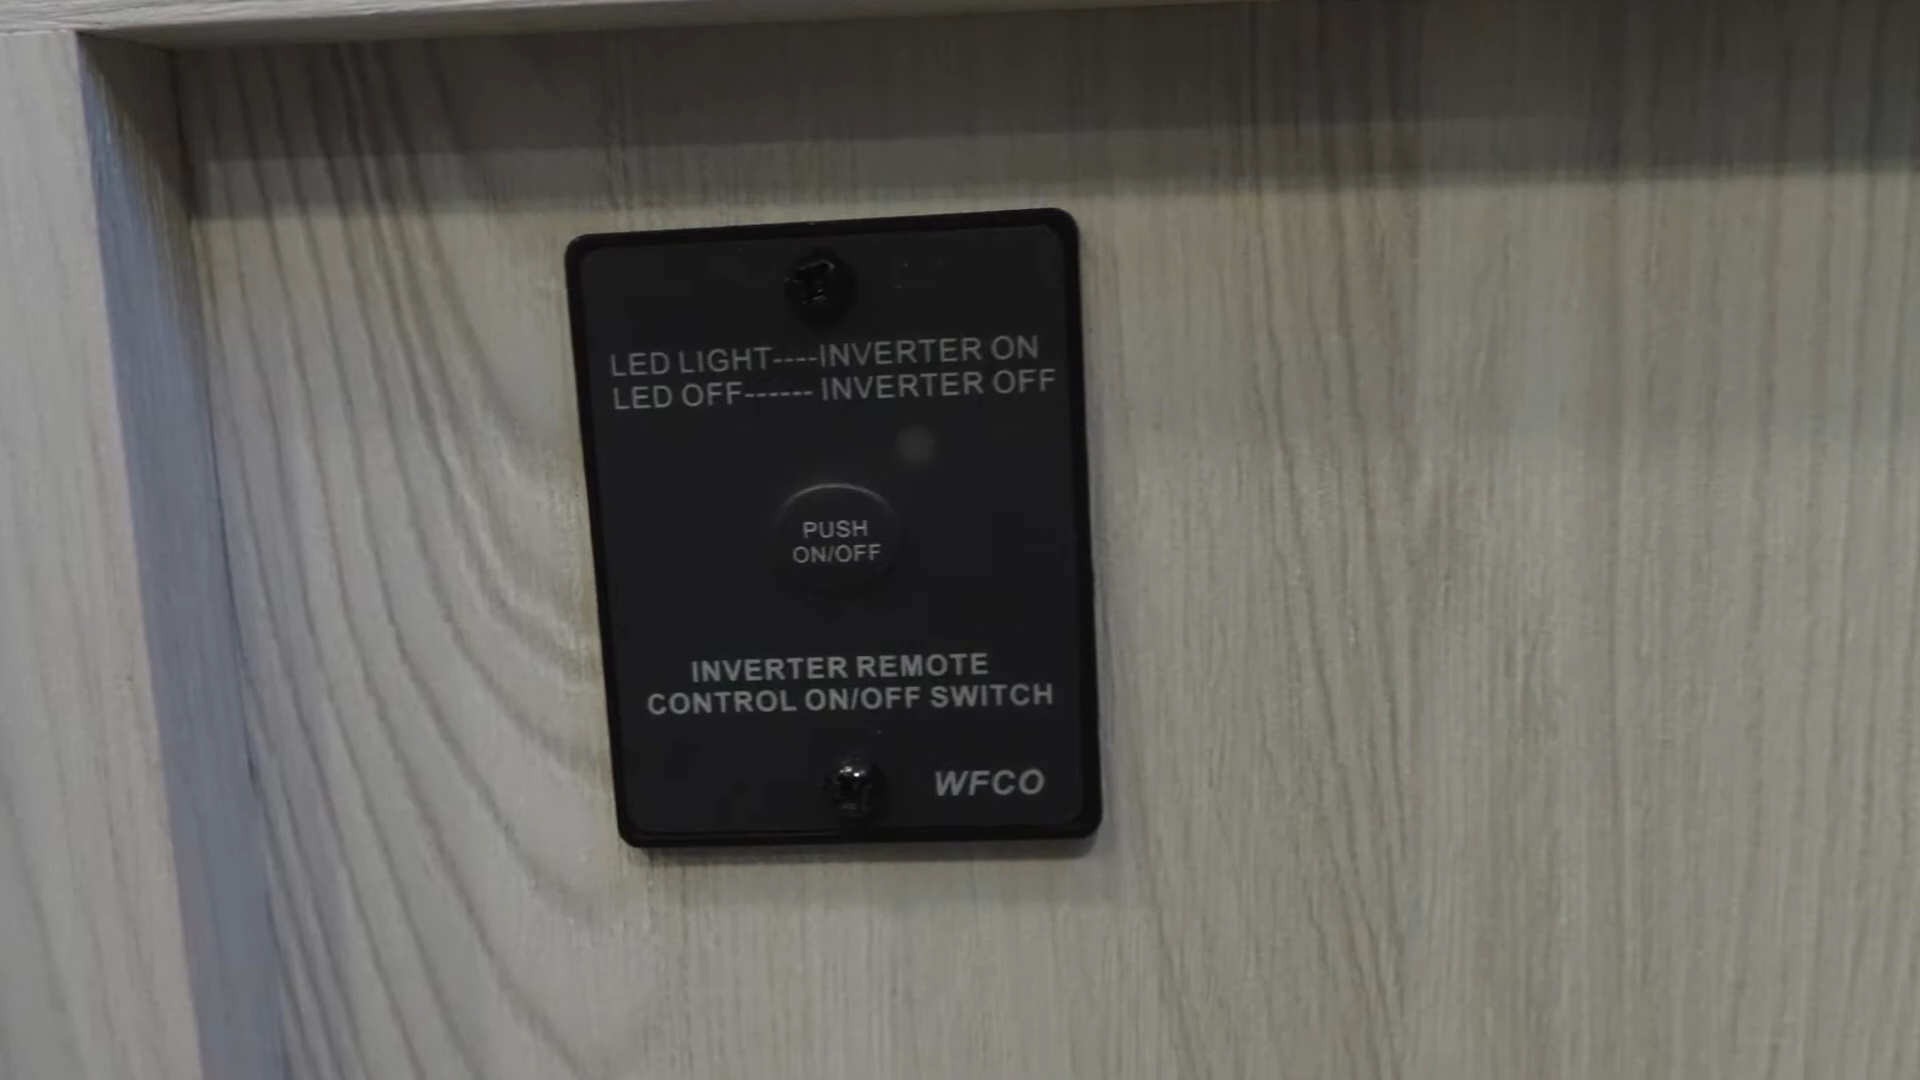 LED LIGHT----INVERTER ON
LED OFF------ INVERTER OFF
PUSH
ON/OFF
INVERTER REMOTE
CONTROL ON/OFF SWITCH
WFCO